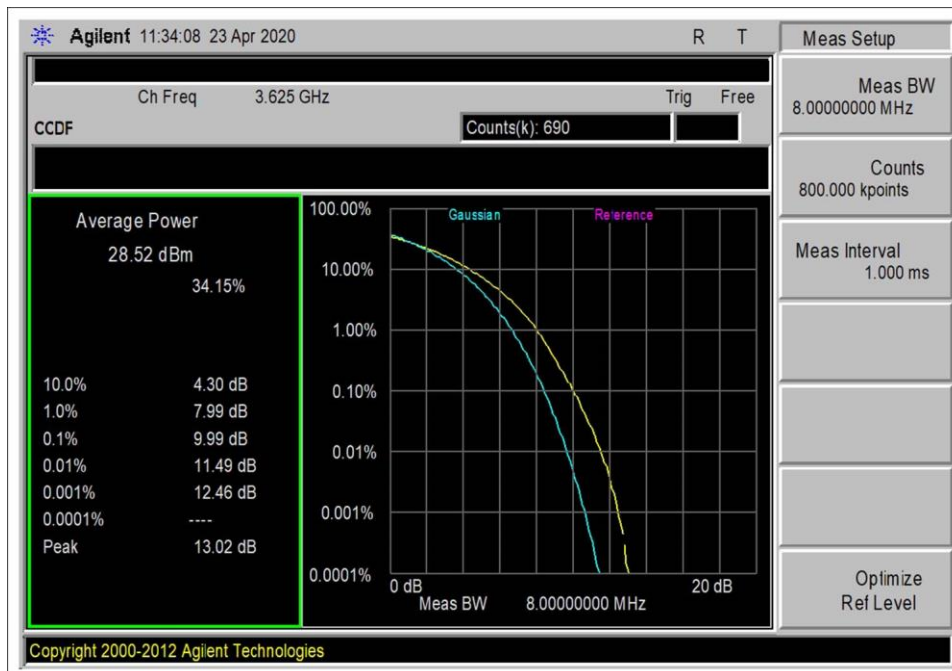 Agilent 11:34:08 23 Apr 2020 R T
Meas Setup
Ch Freq 3.625 GHz Trig Free
CCDF Counts(k): 690
Meas BW
8.00000000 MHz
Counts
800.000 kpoints
Meas Interval
1.000 ms
Optimize
Ref Level
Average Power
28.52 dBm
34.15%
10.0% 4.30 dB
1.0% 7.99 dB
0.1% 9.99 dB
0.01% 11.49 dB
0.001% 12.46 dB
0.0001% ----
Peak 13.02 dB
Gaussian Reference
100.00%
10.00%
1.00%
0.10%
0.01%
0.001%
0.0001%
0 dB 20 dB
Meas BW 8.00000000 MHz
Copyright 2000-2012 Agilent Technologies